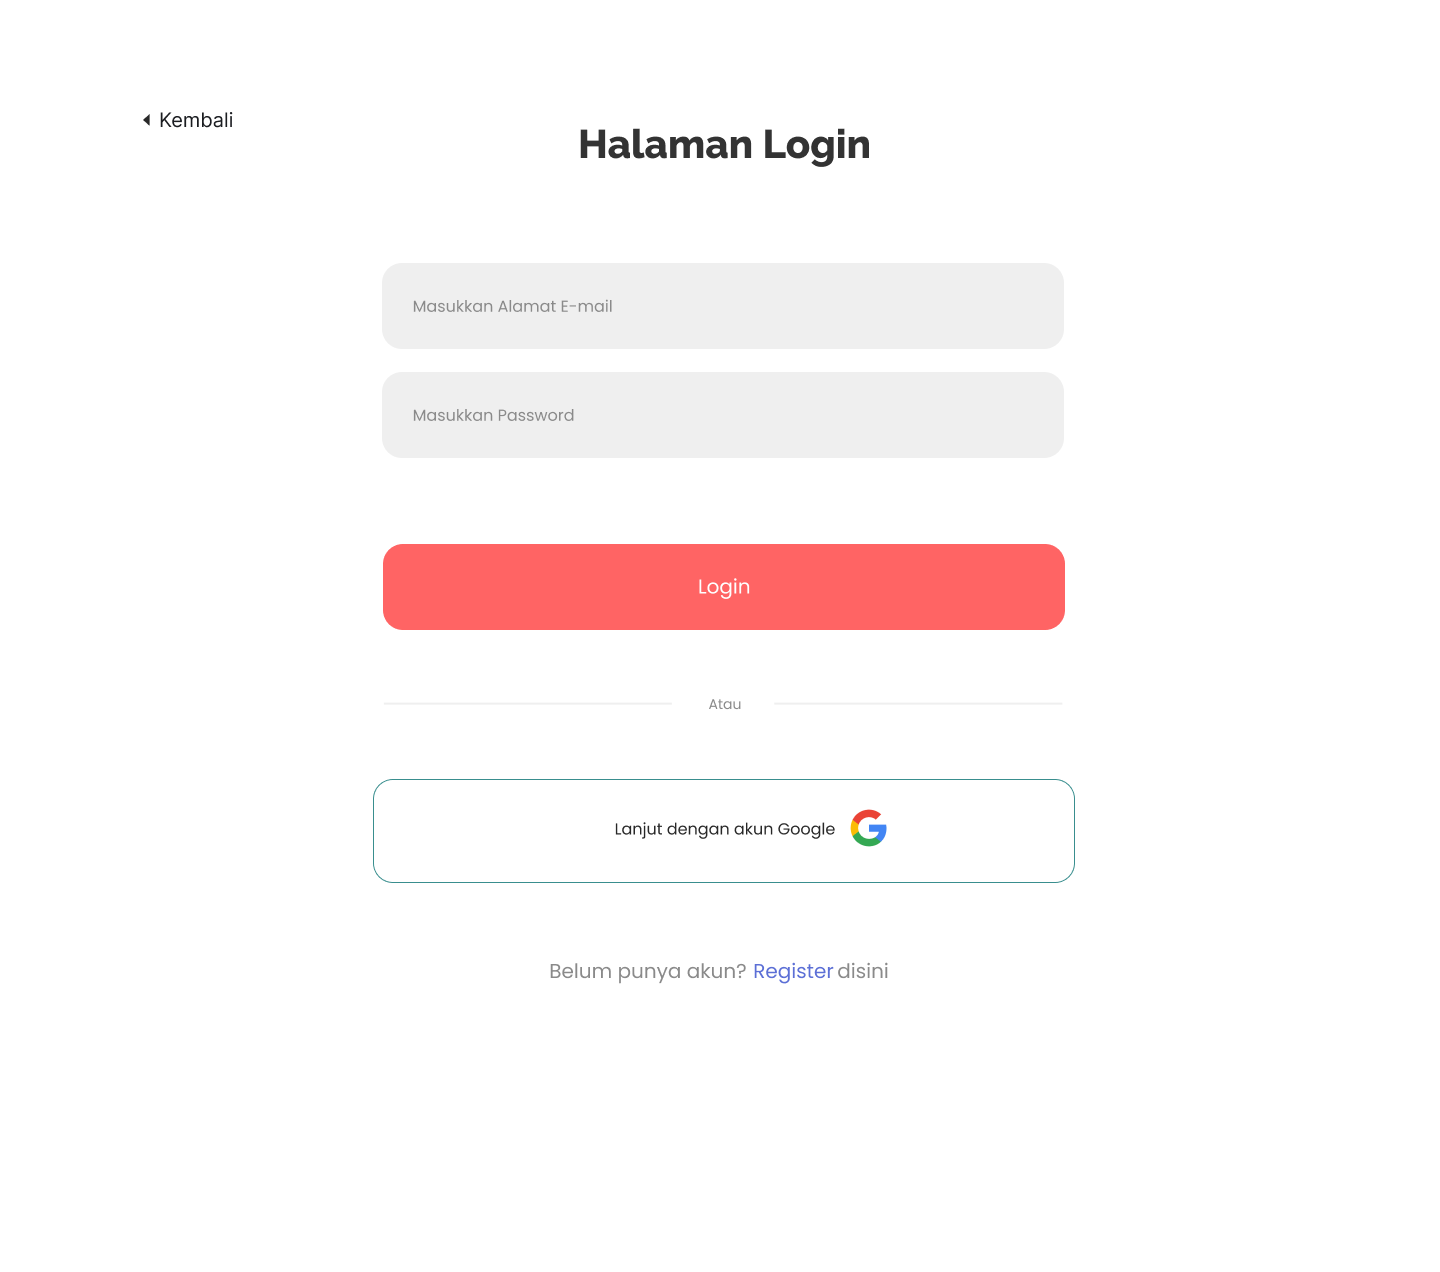 Kembali
Halaman Login
Masukkan Alamat E-mail
Masukkan Password
Login
Atau
Lanjut dengan akun Google
Belum punya akun? Register disini